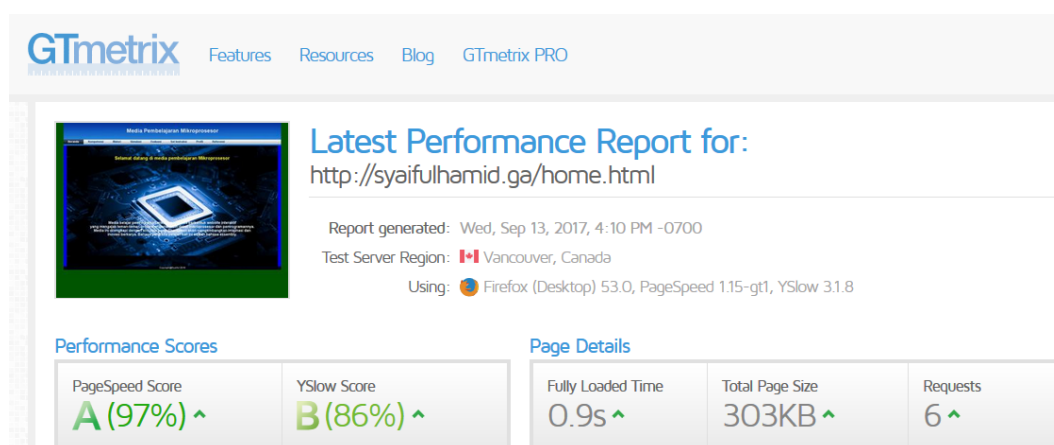 GTmetrix Features Resources Blog GTmetrix PRO
Media Pembelajaran Mikroprosesor
Selamat datang di media pembelajaran Mikroprosesor
Latest Performance Report for:
http://syaifulhamid.ga/home.html
Report generated: Wed, Sep 13, 2017, 4:10 PM -0700
Test Server Region: Vancouver, Canada
Using: Firefox (Desktop) 53.0, PageSpeed 1.15-gt1, YSlow 3.1.8
Performance Scores
Page Details
PageSpeed Score YSlow Score Fully Loaded Time Total Page Size Requests
A (97%) B (86%) 0.9s 303KB 6